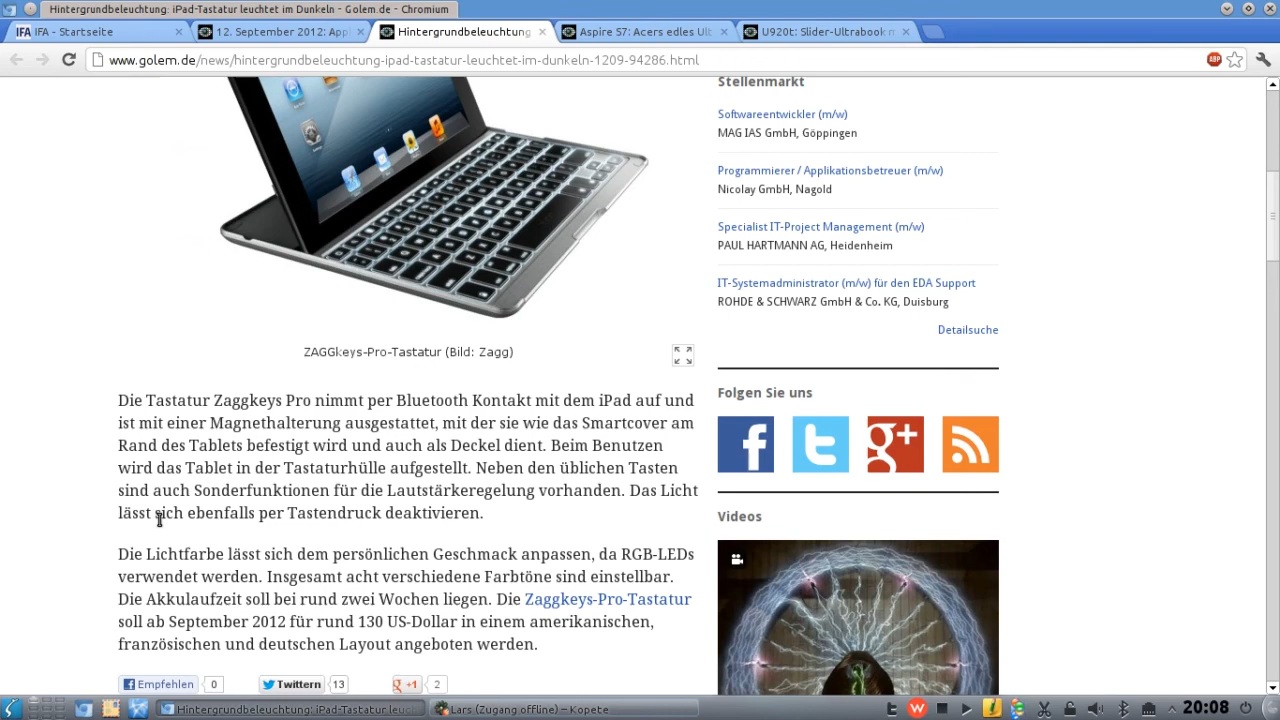 Hintergrundbeleuchtung: iPad-Tastatur leuchtet im Dunkeln - Golem.de - Chromium
IFA IFA - Startseite
12. September 2012: App
Hintergrundbeleuchtung
Aspire S7: Acers edles Ult
U920t: Slider-Ultrabook m
www.golem.de/news/hintergrundbeleuchtung-ipad-tastatur-leuchtet-im-dunkeln-1209-94286.html
ABP
ZAGGkeys-Pro-Tastatur (Bild: Zagg)
Die Tastatur Zaggkeys Pro nimmt per Bluetooth Kontakt mit dem iPad auf und
ist mit einer Magnethalterung ausgestattet, mit der sie wie das Smartcover am
Rand des Tablets befestigt wird und auch als Deckel dient. Beim Benutzen
wird das Tablet in der Tastaturhülle aufgestellt. Neben den üblichen Tasten
sind auch Sonderfunktionen für die Lautstärkeregelung vorhanden. Das Licht
lässt sich ebenfalls per Tastendruck deaktivieren.
Die Lichtfarbe lässt sich dem persönlichen Geschmack anpassen, da RGB-LEDs
verwendet werden. Insgesamt acht verschiedene Farbtöne sind einstellbar.
Die Akkulaufzeit soll bei rund zwei Wochen liegen. Die Zaggkeys-Pro-Tastatur
soll ab September 2012 für rund 130 US-Dollar in einem amerikanischen,
französischen und deutschen Layout angeboten werden.
Empfehlen 0
Twittern 13
+1 2
Stellenmarkt
Softwareentwickler (m/w)
MAG IAS GmbH, Göppingen
Programmierer / Applikationsbetreuer (m/w)
Nicolay GmbH, Nagold
Specialist IT-Project Management (m/w)
PAUL HARTMANN AG, Heidenheim
IT-Systemadministrator (m/w) für den EDA Support
ROHDE & SCHWARZ GmbH & Co. KG, Duisburg
Detailsuche
Folgen Sie uns
Videos
Hintergrundbeleuchtung: iPad-Tastatur leuch
Lars (Zugang offline) – Kopete
20:08